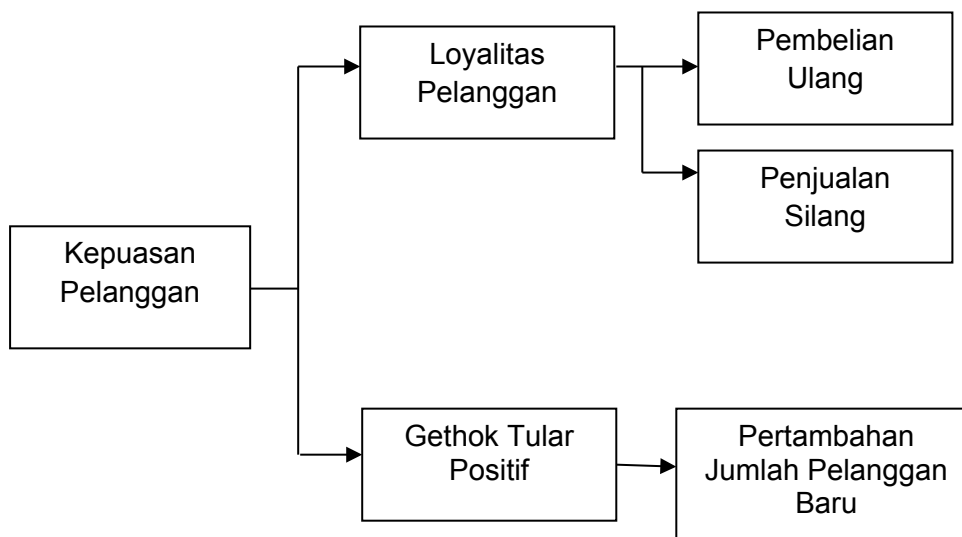 Loyalitas
Pelanggan
Pembelian
Ulang
Penjualan
Silang
Kepuasan
Pelanggan
Gethok Tular
Positif
Pertambahan
Jumlah Pelanggan
Baru